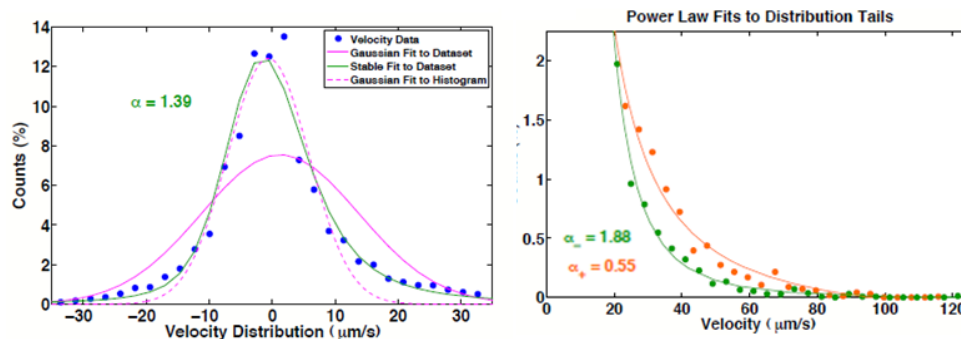 14
12
10
8
6
4
2
0
Counts (%)
α = 1.39
Velocity Data
Gaussian Fit to Dataset
Stable Fit to Dataset
Gaussian Fit to Histogram
−30 −20 −10 0 10 20 30
Velocity Distribution ( μm/s)
Power Law Fits to Distribution Tails
2
1.5
1
0.5
0
α− = 1.88
α+ = 0.55
0 20 40 60 80 100 120
Velocity ( μm/s)